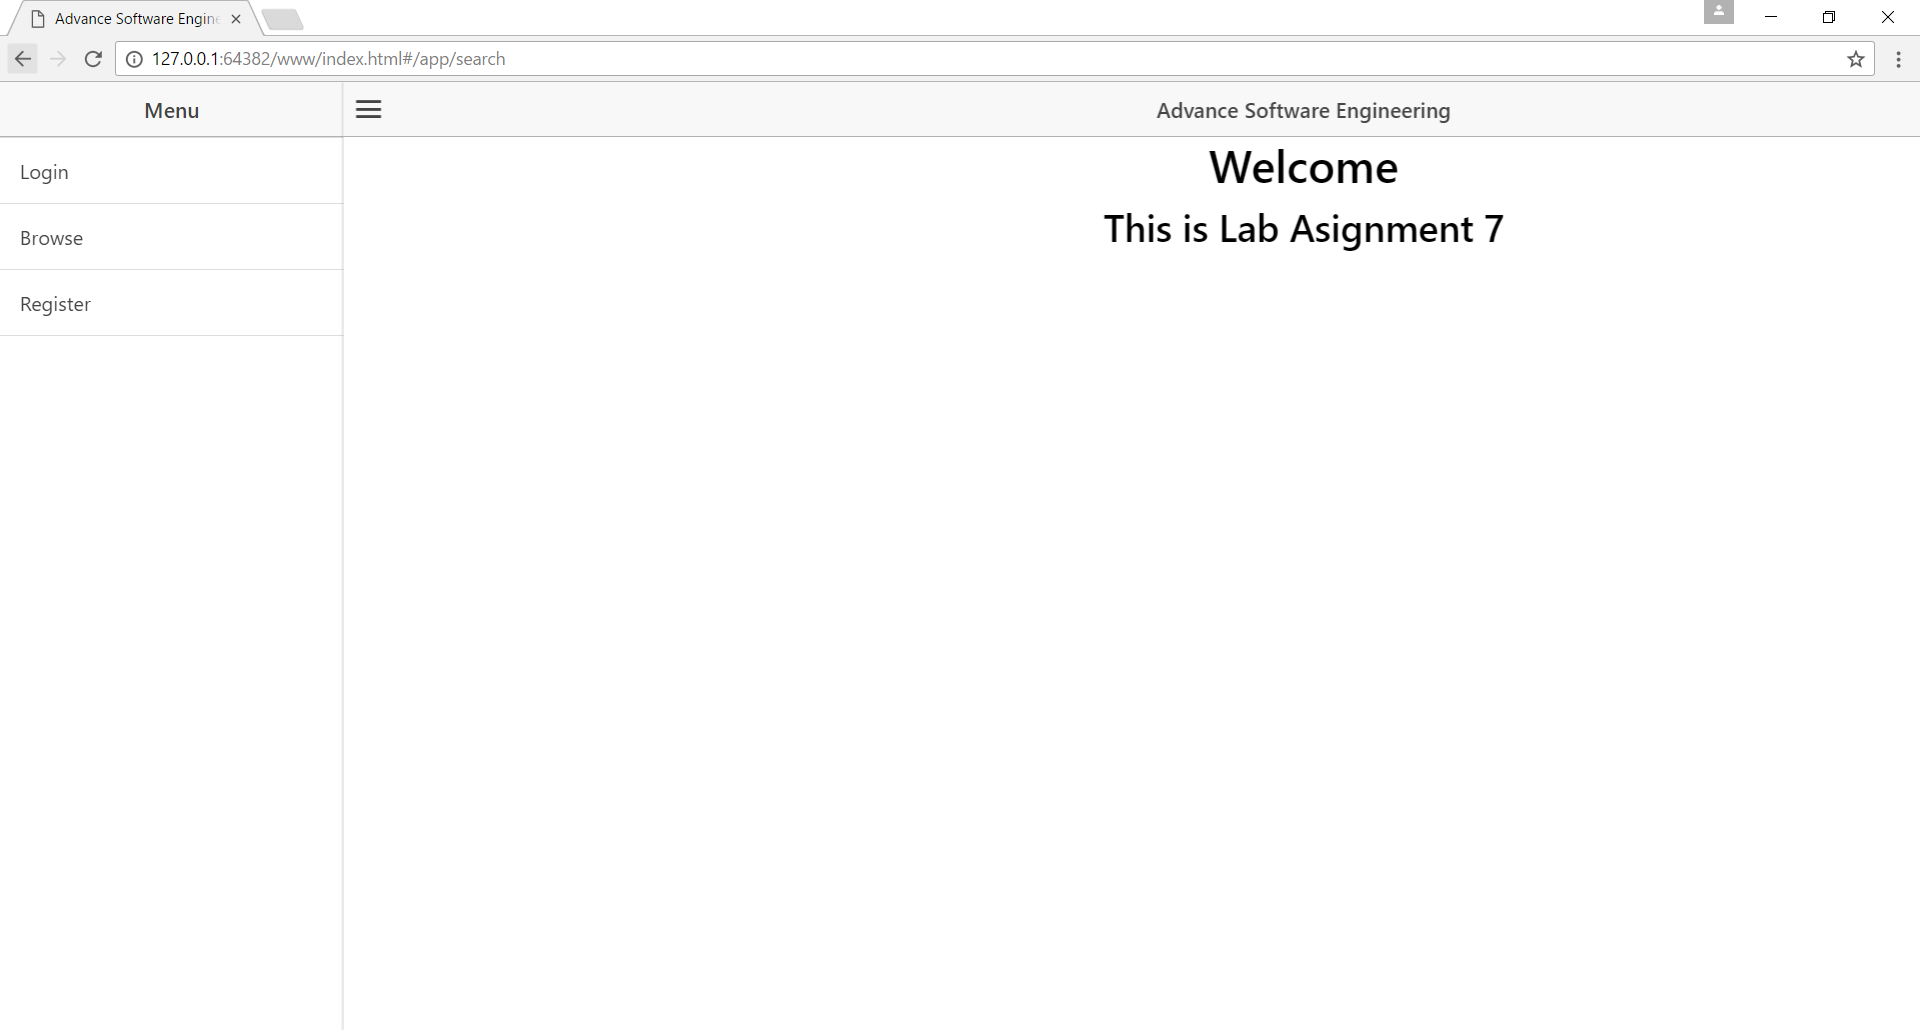 Advance Software Engin
127.0.0.1:64382/www/index.html#/app/search
Menu
Advance Software Engineering
Login
Browse
Register
Welcome
This is Lab Asignment 7